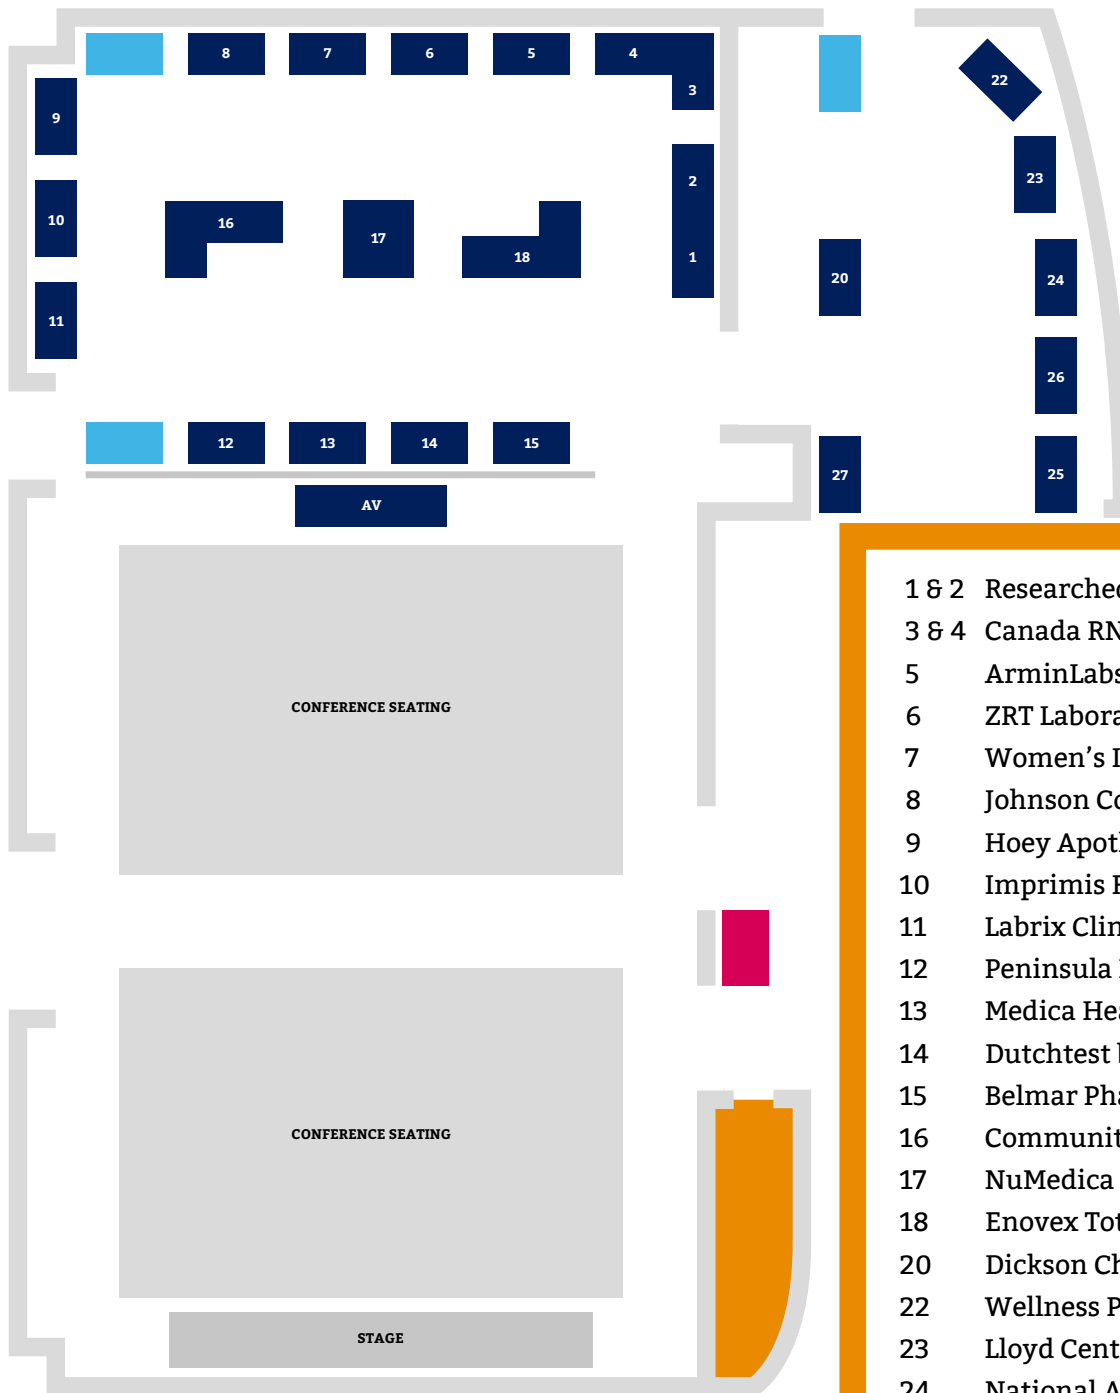 8 7 6 5 4
3
9
2
10 16 17 18 1
11
12 13 14 15
AV
CONFERENCE SEATING
CONFERENCE SEATING
STAGE
22
23
20 24
26
27 25
1 & 2 Researched
3 & 4 Canada RN
5 ArminLabs
6 ZRT Labora
7 Women's
8 Johnson Co
9 Hoey Apot
10 Imprimis
11 Labrix Clin
12 Peninsula
13 Medica Hea
14 Dutchtest
15 Belmar Pha
16 Communit
17 NuMedica
18 Enovex Tot
20 Dickson Ch
22 Wellness P
23 Lloyd Cent
24 National A